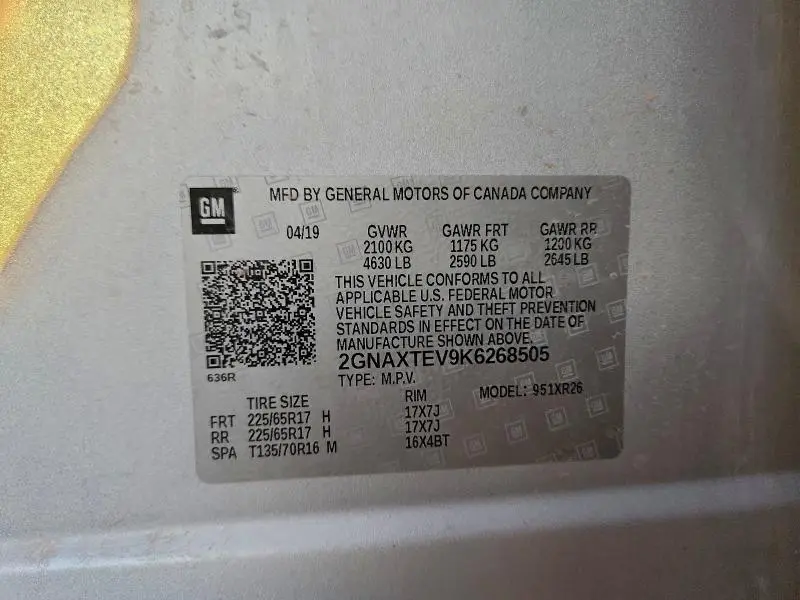 GM
MFD BY GENERAL MOTORS OF CANADA COMPANY
04/19 GVWR GAWR FRT GAWR RR
2100 KG 1175 KG 1200 KG
4630 LB 2590 LB 2645 LB
THIS VEHICLE CONFORMS TO ALL
APPLICABLE U.S. FEDERAL MOTOR
VEHICLE SAFETY AND THEFT PREVENTION
STANDARDS IN EFFECT ON THE DATE OF
MANUFACTURE SHOWN ABOVE.
2GNAXTEV9K6268505
636R TYPE: M.P.V. MODEL: 951XR26
TIRE SIZE RIM
FRT 225/65R17 H 17X7J
RR 225/65R17 H 17X7J
SPA T135/70R16 M 16X4BT